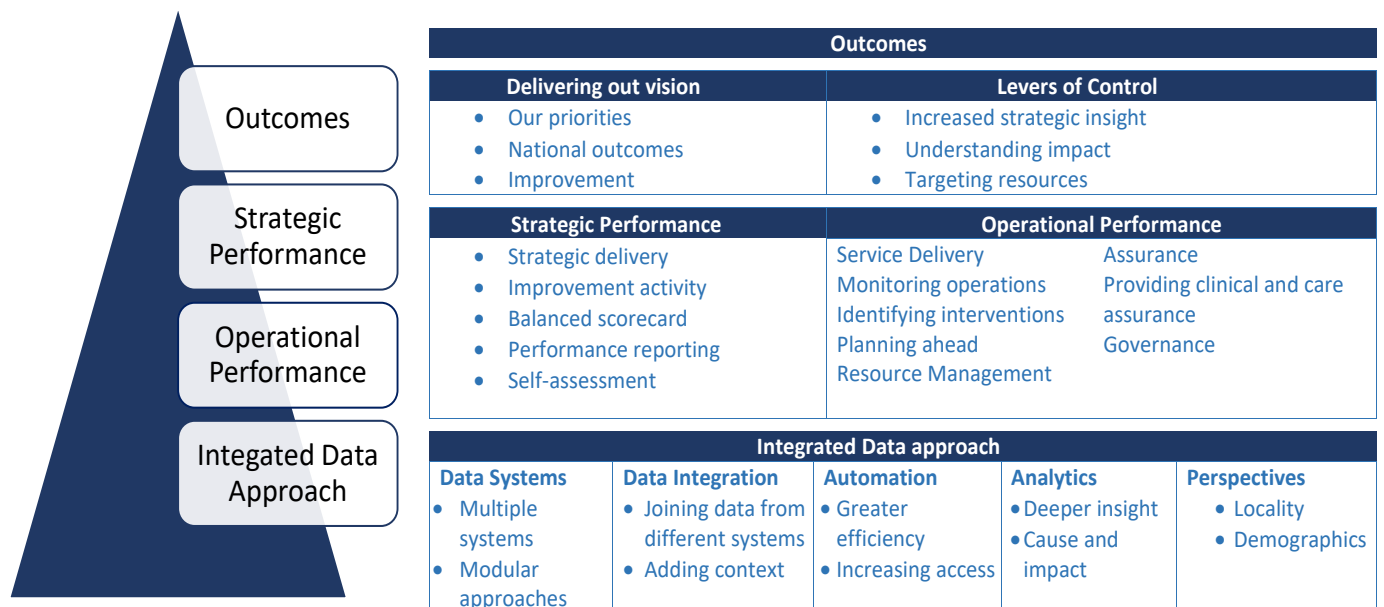 Outcomes
Strategic
Performance
Operational
Performance
Integated Data
Approach
Outcomes
Delivering out vision
• Our priorities
• National outcomes
• Improvement
Levers of Control
• Increased strategic insight
• Understanding impact
• Targeting resources
Strategic Performance
• Strategic delivery
• Improvement activity
• Balanced scorecard
• Performance reporting
• Self-assessment
Operational Performance
Service Delivery
Monitoring operations
Identifying interventions
Planning ahead
Resource Management
Assurance
Providing clinical and care
assurance
Governance
Integrated Data approach
Data Systems
• Multiple
systems
• Modular
approaches
Data Integration
• Joining data from
different systems
• Adding context
Automation
• Greater
efficiency
• Increasing access
Analytics
• Deeper insight
• Cause and
impact
Perspectives
• Locality
• Demographics